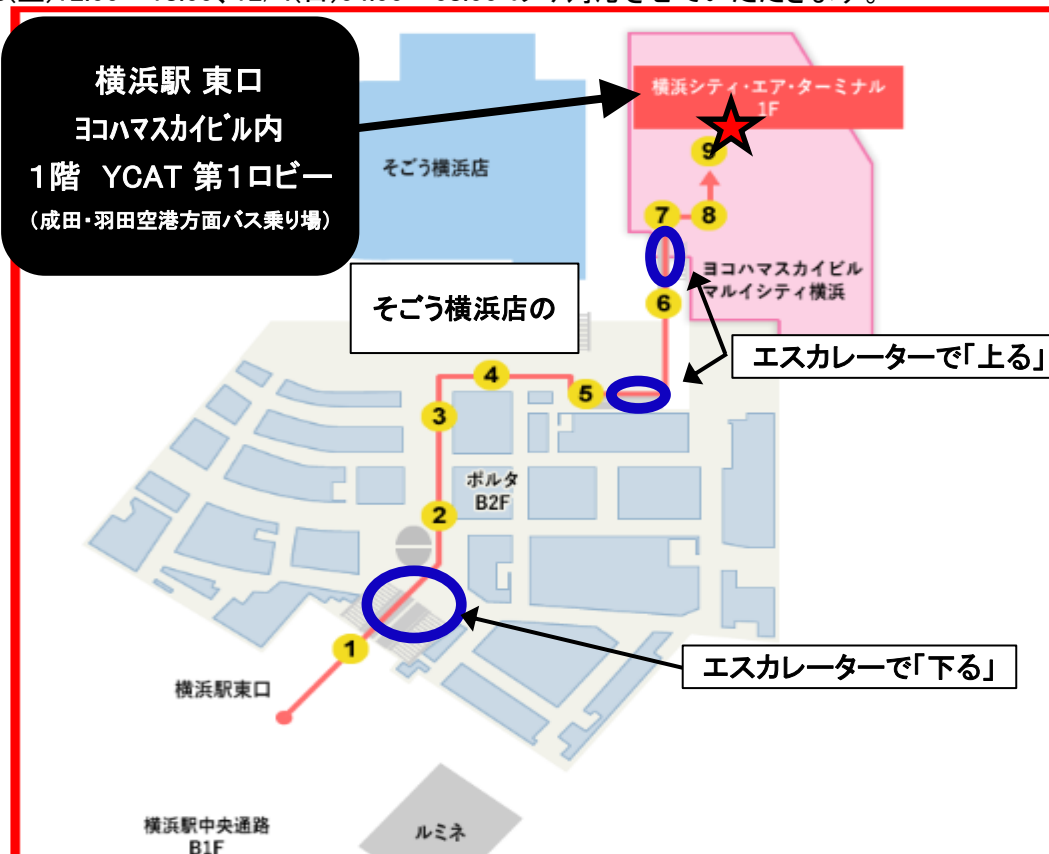 横浜駅 東口
ヨコハマスカイビル内
1階 YCAT 第1ロビー
(成田・羽田空港方面バス乗り場)
横浜シティ・エア・ターミナル
1F
そごう横浜店
9
7
8
ヨコハマスカイビル
マルイシティ横浜
6
そごう横浜店の
エスカレーターで「上る」
4
5
3
ポルタ
B2F
2
1
エスカレーターで「下る」
横浜駅東口
横浜駅中央通路
B1F
ルミネ